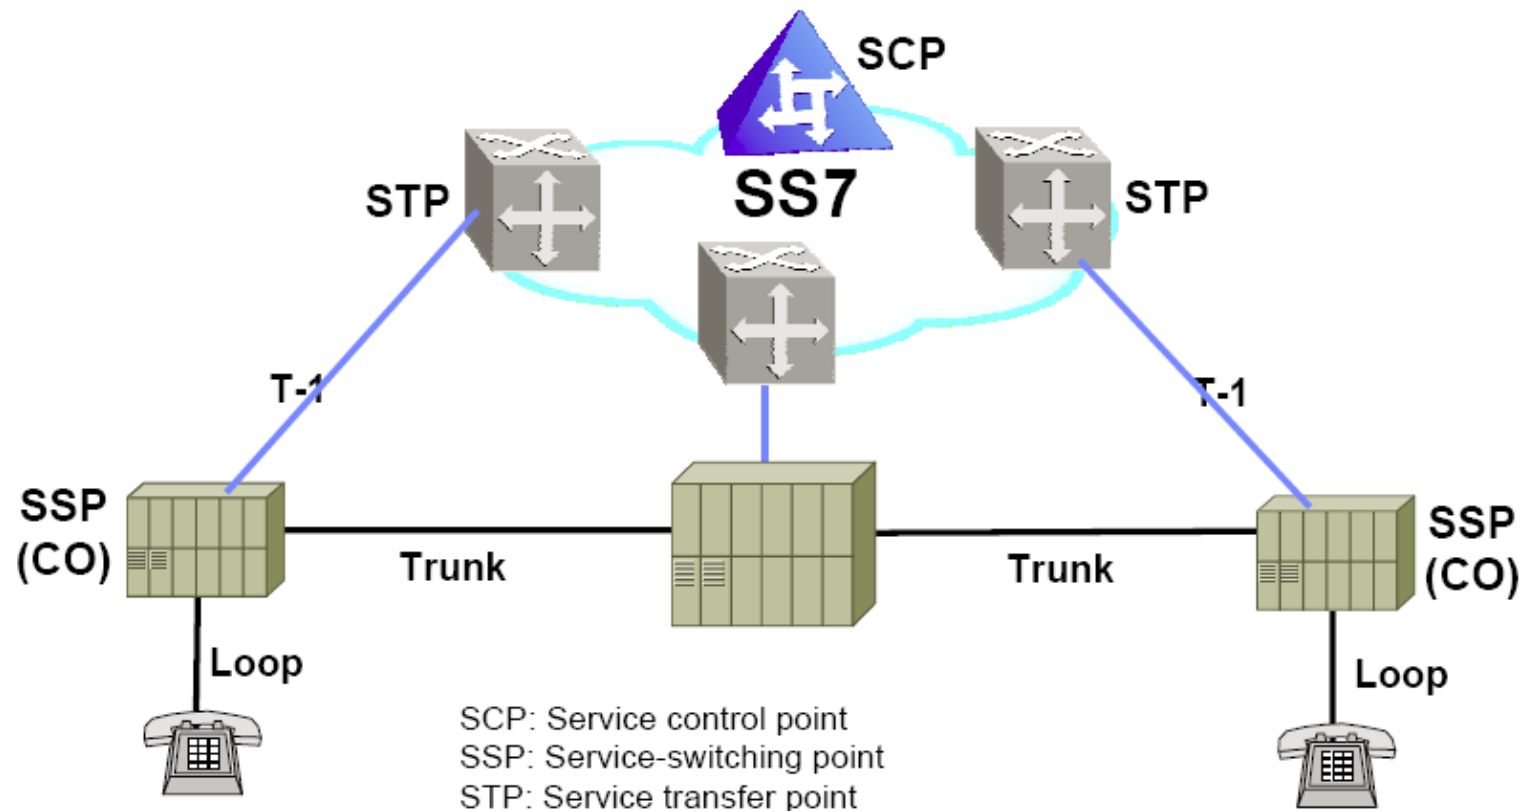 SCP
STP
SS7
STP
T-1
T-1
SSP
(CO)
Trunk
Trunk
SSP
(CO)
Loop
Loop
SCP: Service control point
SSP: Service-switching point
STP: Service transfer point